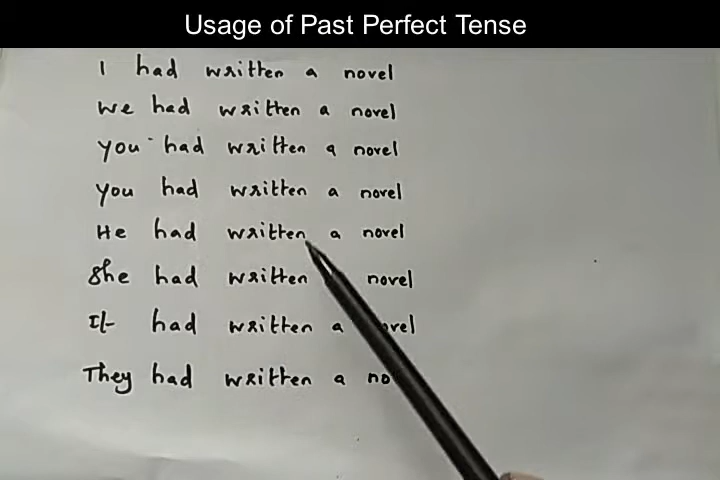 Usage of Past Perfect Tense
I had written a novel
We had written a novel
you had written a novel
you had written a novel
He had written a novel
She had written novel
It had written a
They had written a